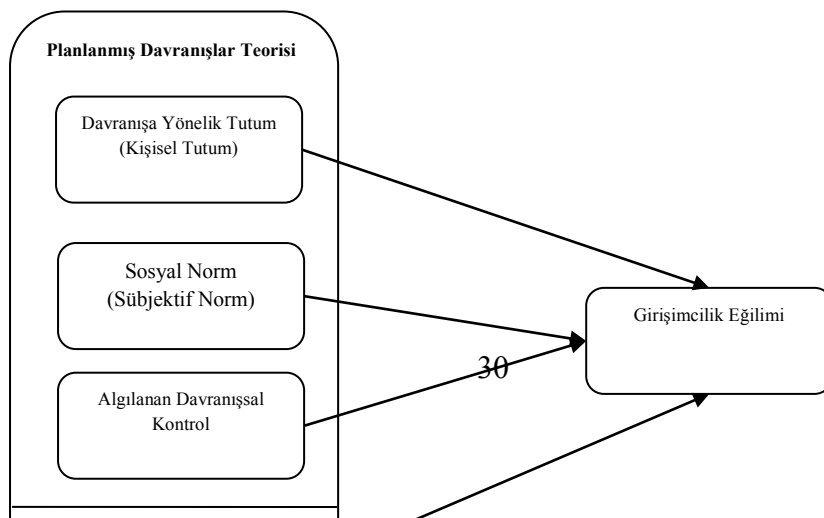 Planlanmış Davranışlar Teorisi
Davranışa Yönelik Tutum
(Kişisel Tutum)
Sosyal Norm
(Sübjektif Norm)
Girişimcilik Eğilimi
30
Algılanan Davranışsal
Kontrol